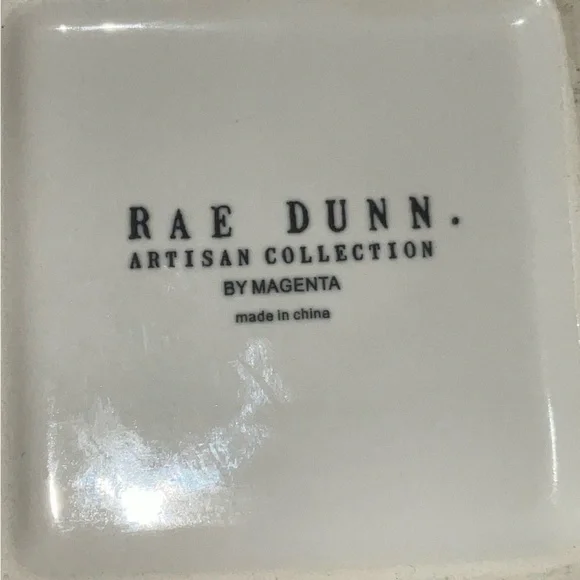 RAE DUNN.
ARTISAN COLLECTION
BY MAGENTA
made in china